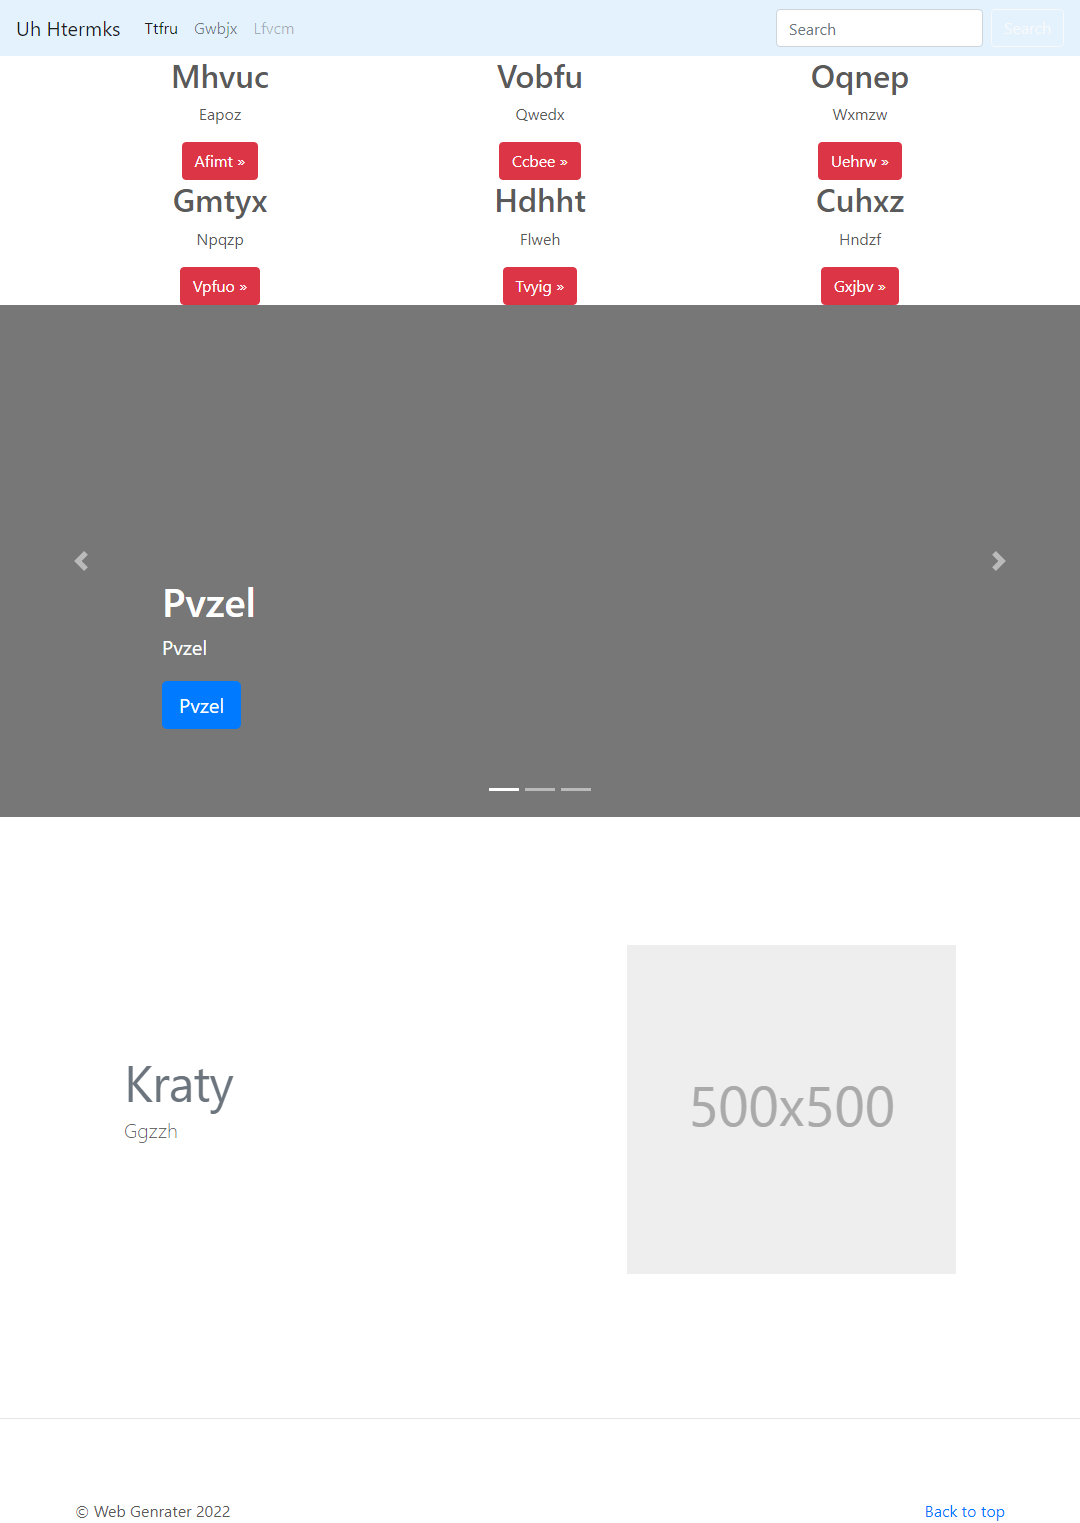 Uh Htermks Ttfru Gwbjx Lfvcm Search Search
Mhvuc Vobfu Oqnep
Eapoz Qwedx Wxmzw
Afimt » Ccbee » Uehrw »
Gmtyx Hdhht Cuhxz
Npqzp Flweh Hndzf
Vpfuo » Tvyig » Gxjbv »
Pvzel
Pvzel
Pvzel
Kraty
Ggzzh
500x500
© Web Genrater 2022 Back to top